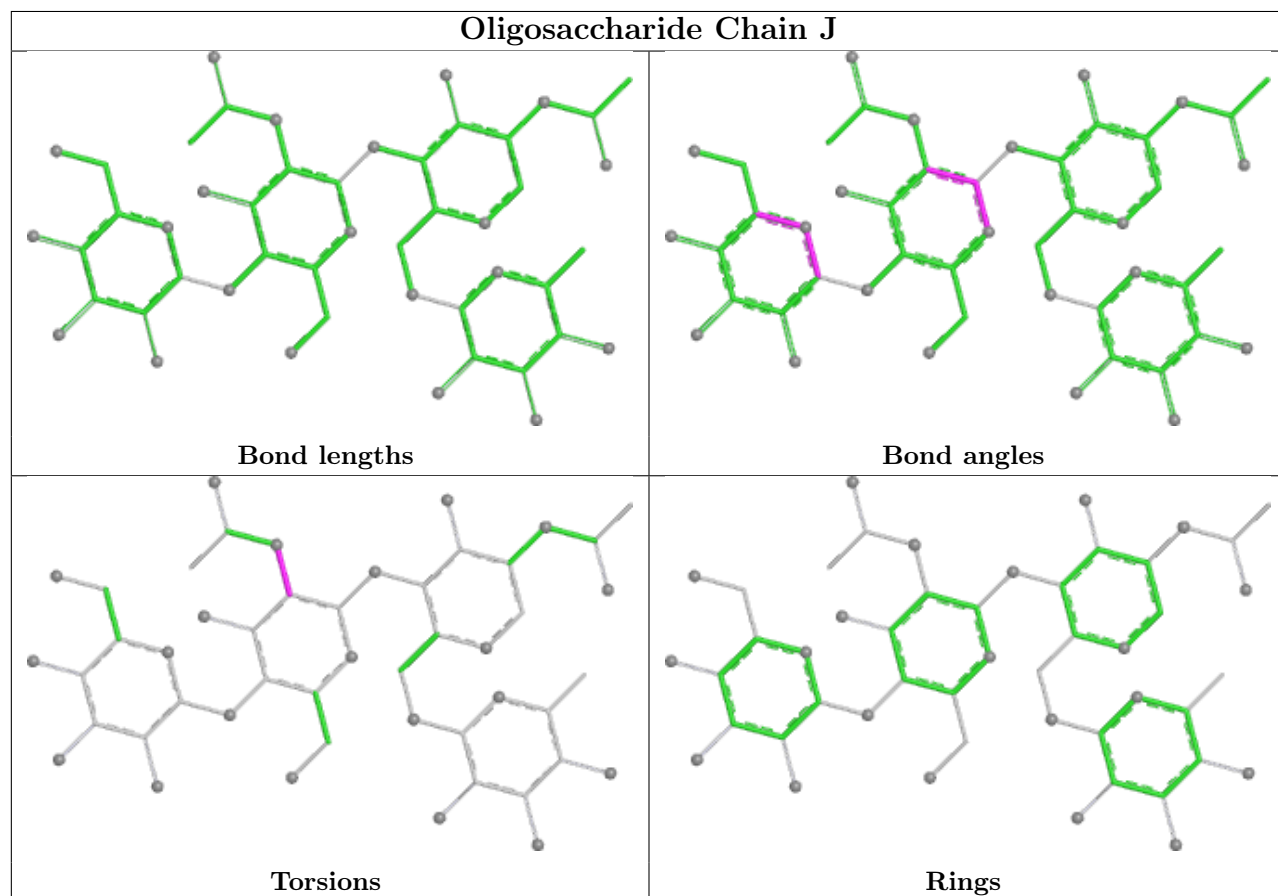 Oligosaccharide Chain J
Bond lengths
Bond angles
Torsions
Rings